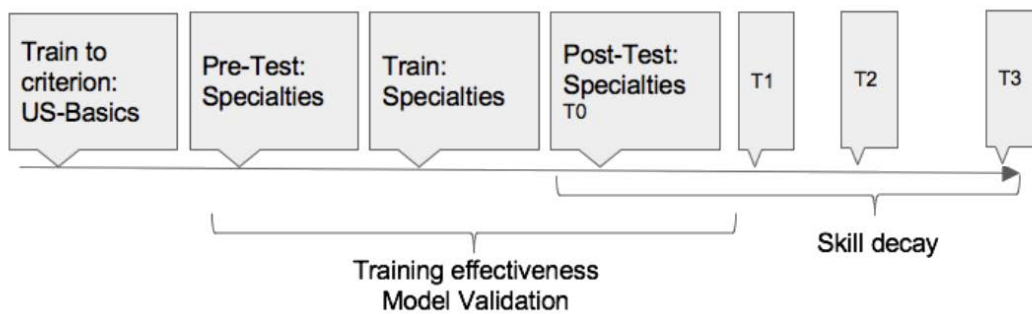 Train to
criterion:
US-Basics
Pre-Test:
Specialties
Train:
Specialties
Post-Test:
Specialties
T0
T1
T2
T3
Skill decay
Training effectiveness
Model Validation